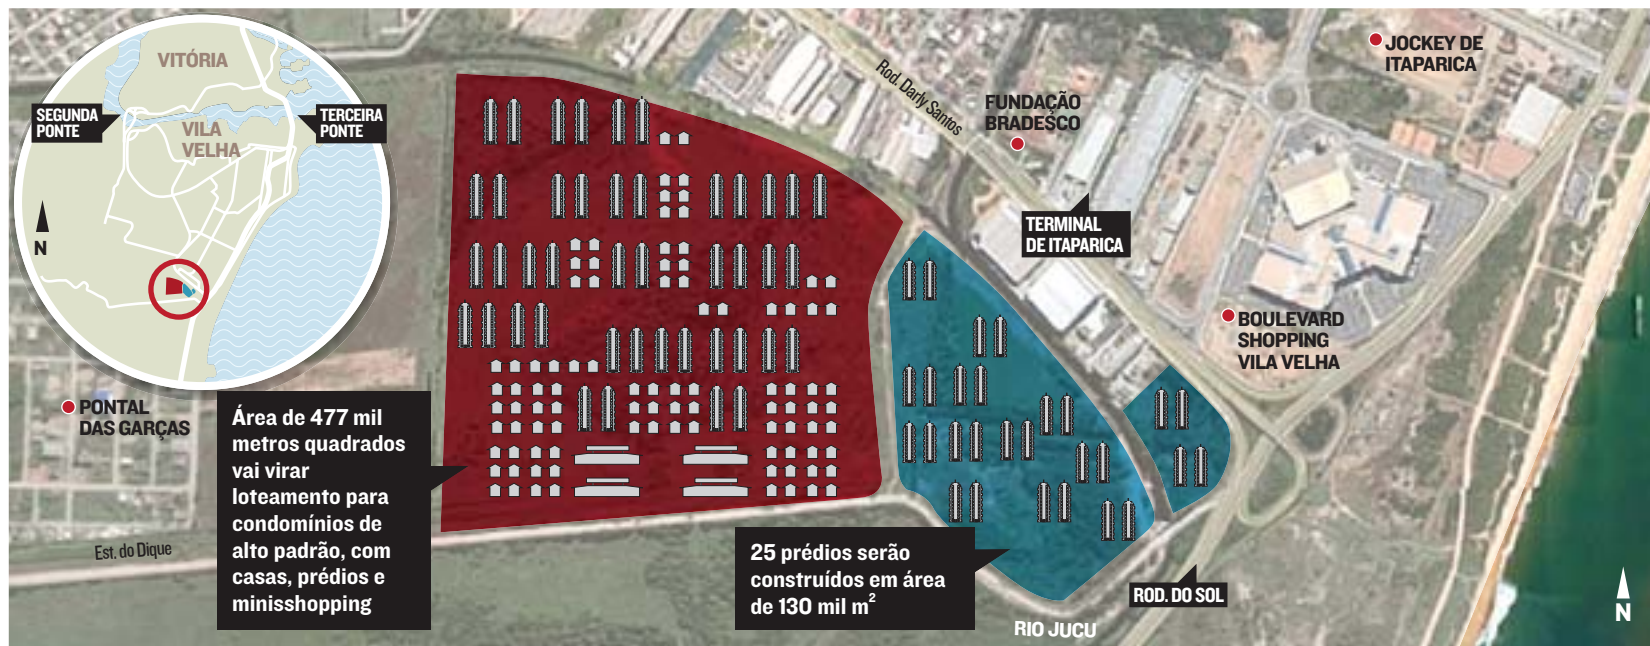 VITÓRIA
SEGUNDA
PONTE
TERCEIRA
PONTE
VILA
VELHA
N
PONTAL
DAS GARÇAS
Área de 477 mil
metros quadrados
vai virar
loteamento para
condomínios de
alto padrão, com
casas, prédios e
minisshopping
Est. do Dique
Rod. Darly Santos
FUNDAÇÃO
BRADESCO
JOCKEY DE
ITAPARICA
TERMINAL
DE ITAPARICA
BOULEVARD
SHOPPING
VILA VELHA
25 prédios serão
construídos em área
de 130 mil m²
ROD. DO SOL
RIO JUCU
N